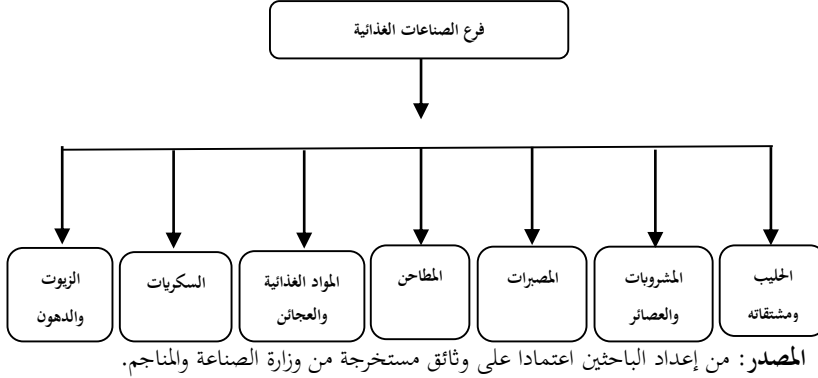 فرع الصناعات الغذائية
الحليب
ومشتقاته
المشروبات
والعصائر
المصبرات
المطاحن
المواد الغذائية
والعجائن
السكريات
الزيوت
والدهون
المصدر: من إعداد الباحثين اعتمادا على وثائق مستخرجة من وزارة الصناعة والمناجم.